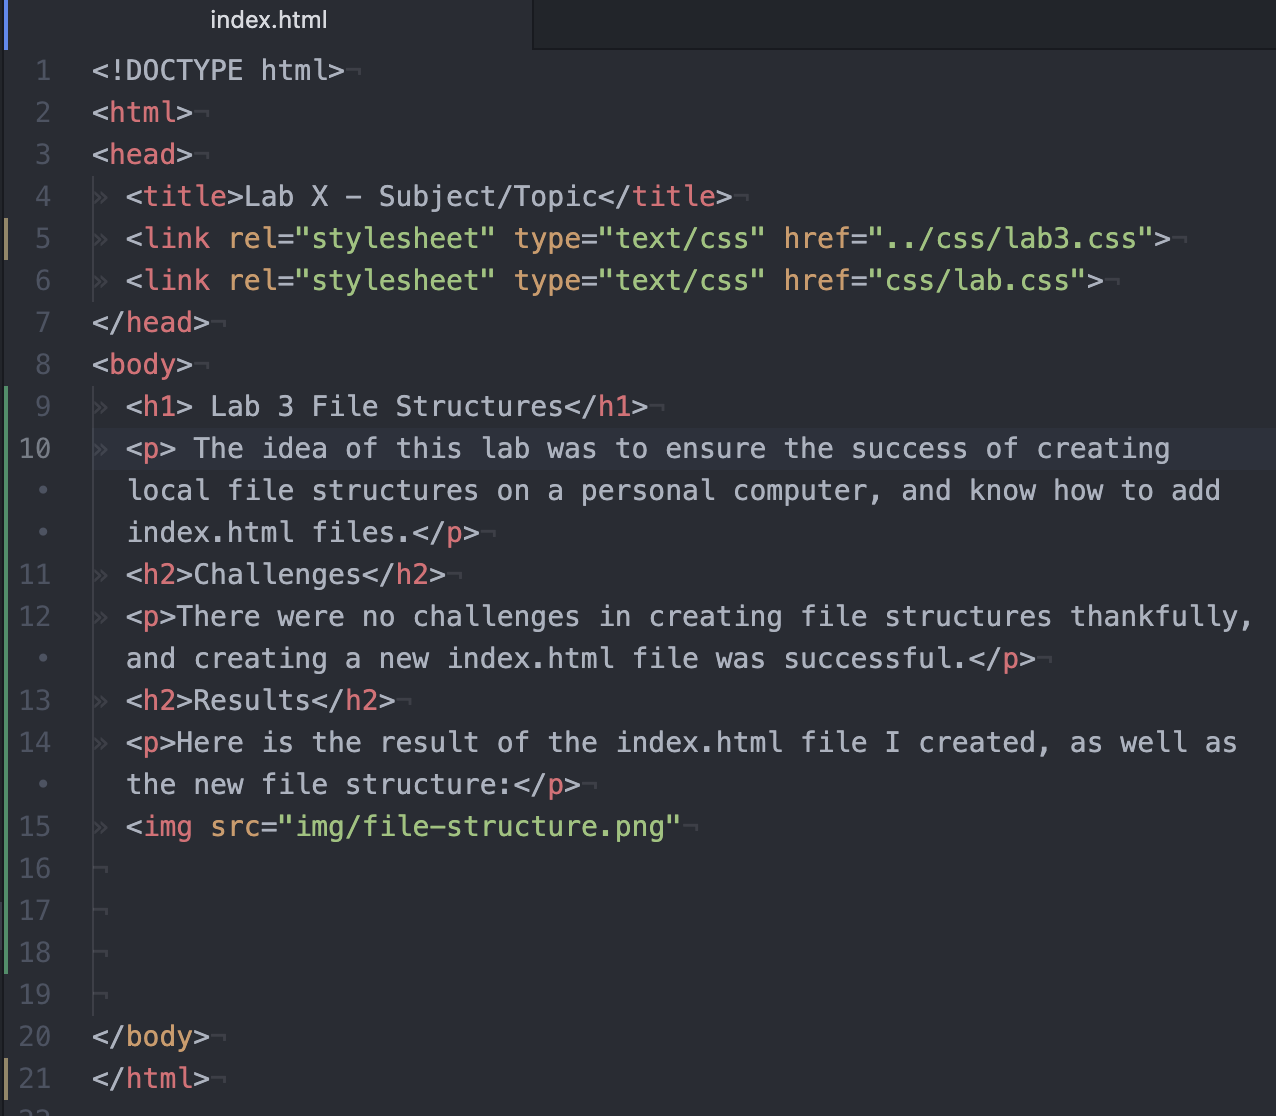 index.html
1 <!DOCTYPE html>¬
2 <html>¬
3 <head>¬
4 » <title>Lab X - Subject/Topic</title>¬
5 » <link rel="stylesheet" type="text/css" href="../css/lab3.css">¬
6 » <link rel="stylesheet" type="text/css" href="css/lab.css">¬
7 </head>¬
8 <body>¬
9 » <h1> Lab 3 File Structures</h1>¬
10 » <p> The idea of this lab was to ensure the success of creating
• local file structures on a personal computer, and know how to add
• index.html files.</p>¬
11 » <h2>Challenges</h2>¬
12 » <p>There were no challenges in creating file structures thankfully,
• and creating a new index.html file was successful.</p>¬
13 » <h2>Results</h2>¬
14 » <p>Here is the result of the index.html file I created, as well as
• the new file structure:</p>¬
15 » <img src="img/file-structure.png"¬
16 ¬
17 ¬
18 ¬
19 ¬
20 </body>¬
21 </html>¬
22